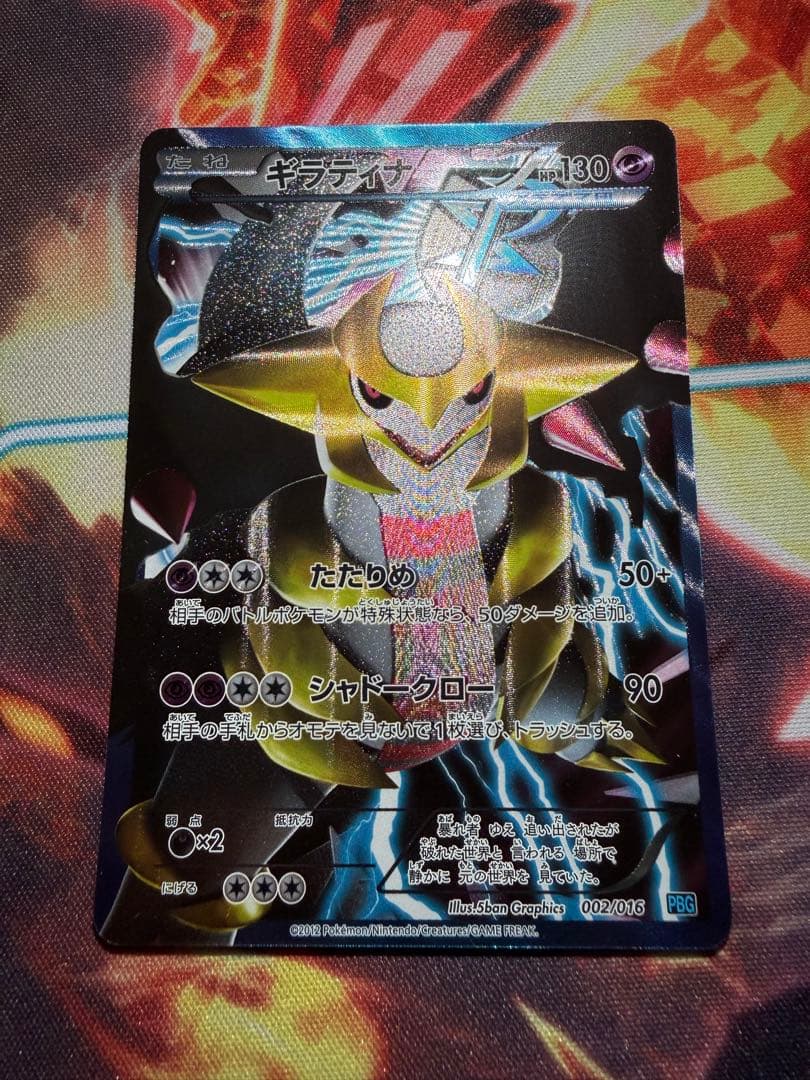 たね ギラティナ HP130
たたりめ 50+
相手のバトルポケモンが特殊状態なら、50ダメージを追加。
シャドークロー 90
相手の手札からオモテを見ないで1枚選び、トラッシュする。
弱点 抵抗力
×2
にげる
暴れ者 ゆえ 追い出されたが
破れた世界と 言われる 場所で
静かに 元の世界を 見ていた。
Illus.5ban Graphics 002/016 PBG
©2012 Pokémon/Nintendo/Creatures/GAME FREAK.